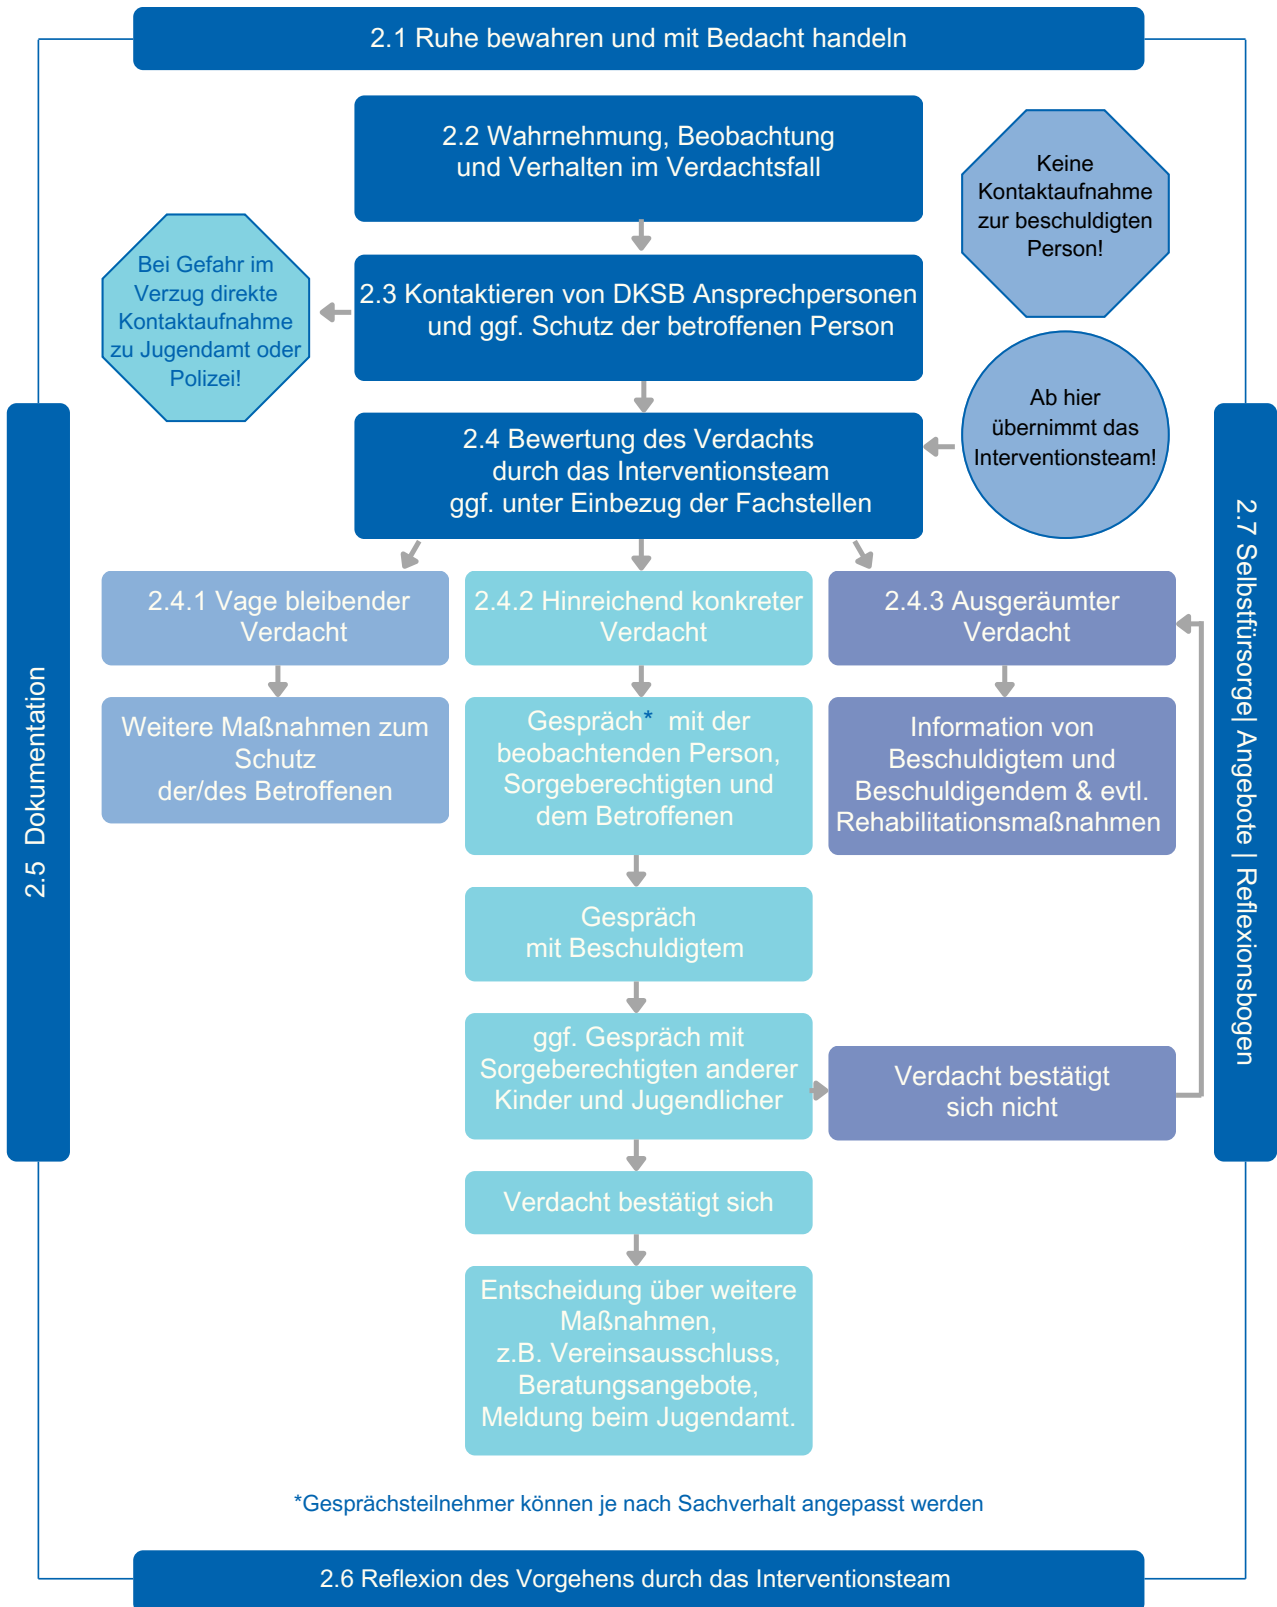 2.1 Ruhe bewahren und mit Bedacht handeln
2.2 Wahrnehmung, Beobachtung
und Verhalten im Verdachtsfall
Keine
Kontaktaufnahme
zur beschuldigten
Person!
Bei Gefahr im
Verzug direkte
Kontaktaufnahme
zu Jugendamt oder
Polizei!
2.3 Kontaktieren von DKSB Ansprechpersonen
und ggf. Schutz der betroffenen Person
Ab hier
übernimmt das
Interventionsteam!
2.4 Bewertung des Verdachts
durch das Interventionsteam
ggf. unter Einbezug der Fachstellen
2.4.1 Vage bleibender
Verdacht
2.4.2 Hinreichend konkreter
Verdacht
2.4.3 Ausgeräumter
Verdacht
Weitere Maßnahmen zum
Schutz
der/des Betroffenen
Gespräch* mit der
beobachtenden Person,
Sorgeberechtigten und
dem Betroffenen
Information von
Beschuldigtem und
Beschuldigendem & evtl.
Rehabilitationsmaßnahmen
Gespräch
mit Beschuldigtem
ggf. Gespräch mit
Sorgeberechtigten anderer
Kinder und Jugendlicher
Verdacht bestätigt
sich nicht
Verdacht bestätigt sich
Entscheidung über weitere
Maßnahmen,
z.B. Vereinsausschluss,
Beratungsangebote,
Meldung beim Jugendamt.
2.5 Dokumentation
2.7 Selbstfürsorge| Angebote | Reflexionsbogen
*Gesprächsteilnehmer können je nach Sachverhalt angepasst werden
2.6 Reflexion des Vorgehens durch das Interventionsteam